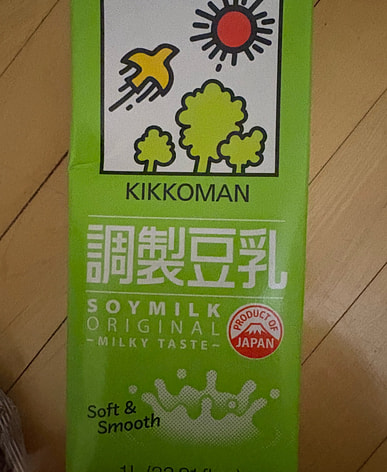 KIKKOMAN
調製豆乳
SOYMILK
ORIGINAL
~MILKY TASTE~
PRODUCT OF
JAPAN
Soft &
Smooth